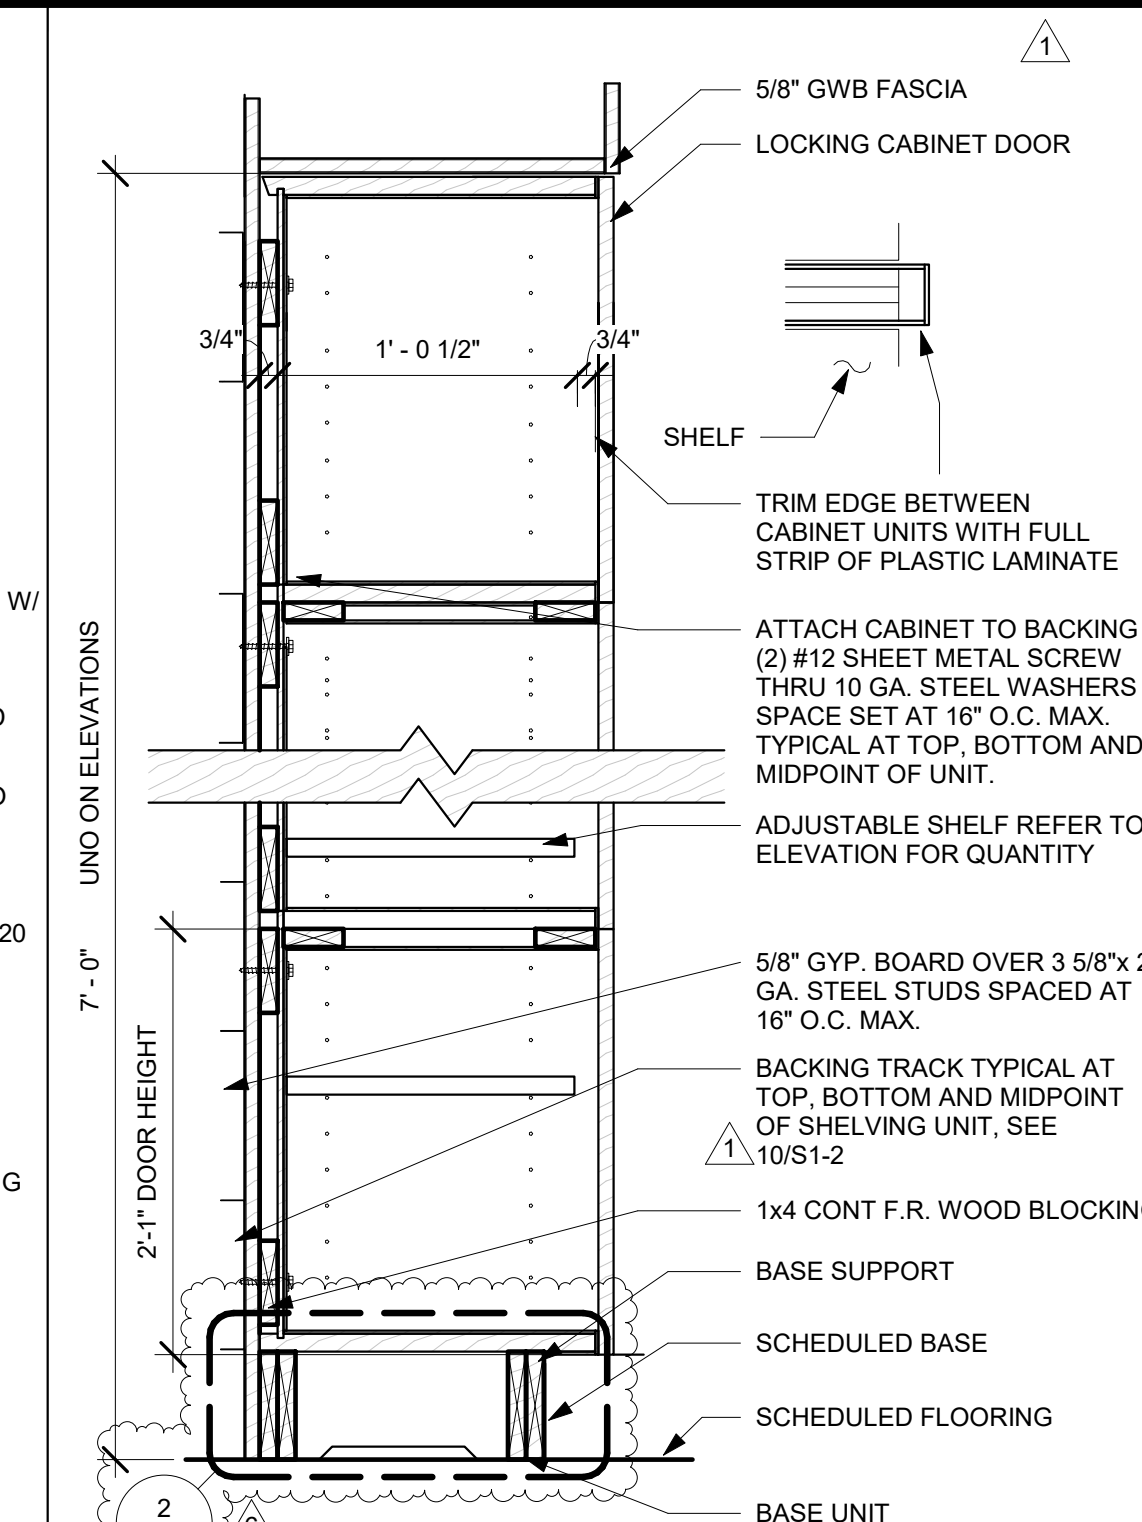 1
5/8" GWB FASCIA
LOCKING CABINET DOOR
3/4"
1' - 0 1/2"
3/4"
SHELF
TRIM EDGE BETWEEN
CABINET UNITS WITH FULL
STRIP OF PLASTIC LAMINATE
W/
ATTACH CABINET TO BACKING
(2) #12 SHEET METAL SCREW
THRU 10 GA. STEEL WASHERS
SPACE SET AT 16" O.C. MAX.
TYPICAL AT TOP, BOTTOM AND
MIDPOINT OF UNIT.
7' - 0" UNO ON ELEVATIONS
ADJUSTABLE SHELF REFER TO
ELEVATION FOR QUANTITY
20
5/8" GYP. BOARD OVER 3 5/8"x 2
GA. STEEL STUDS SPACED AT
16" O.C. MAX.
2'-1" DOOR HEIGHT
BACKING TRACK TYPICAL AT
TOP, BOTTOM AND MIDPOINT
OF SHELVING UNIT, SEE
1 10/S1-2
G
1x4 CONT F.R. WOOD BLOCKING
BASE SUPPORT
SCHEDULED BASE
SCHEDULED FLOORING
2
BASE UNIT